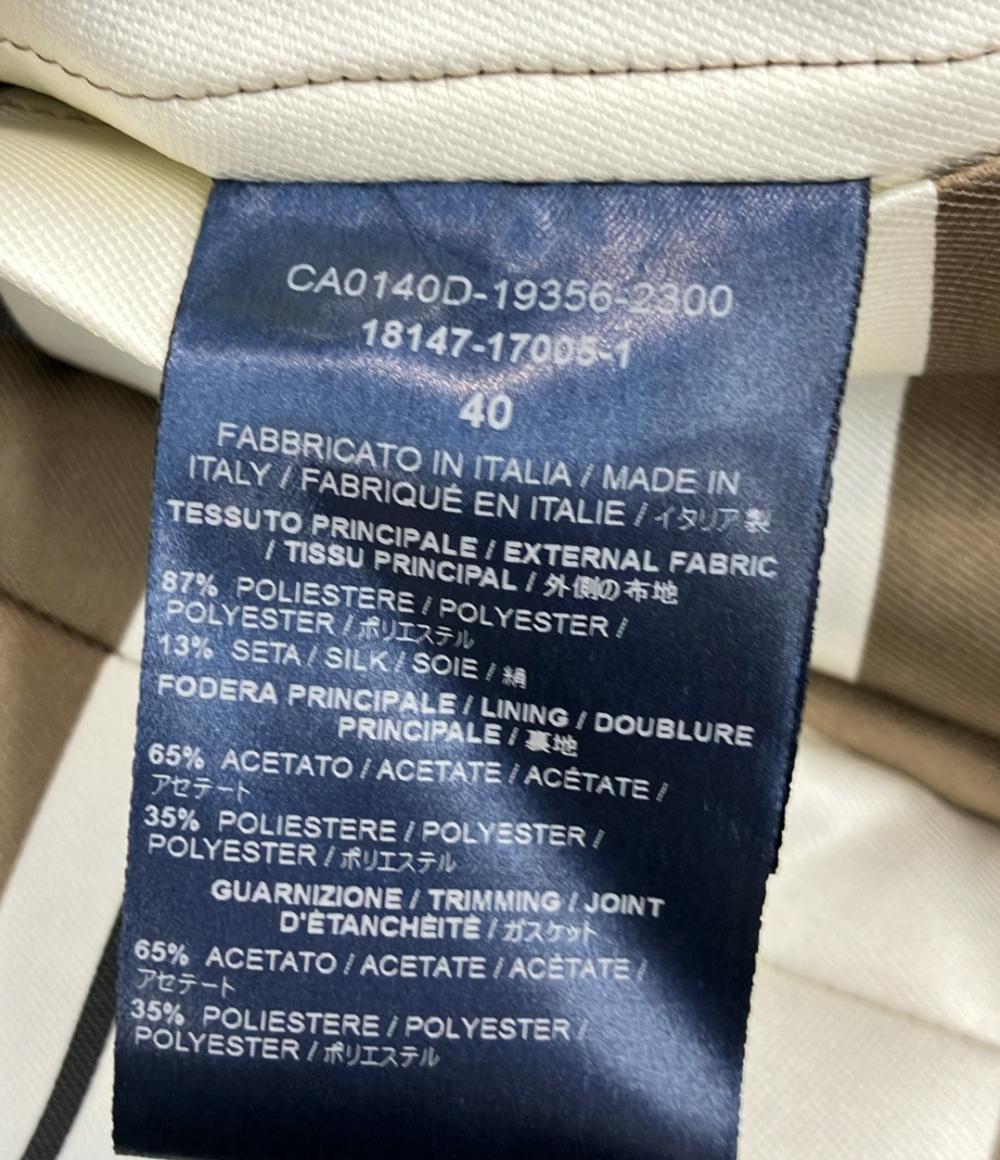 CA0140D-19356-2300
18147-17005-1
40
FABBRICATO IN ITALIA / MADE IN
ITALY / FABRIQUÉ EN ITALIE / イタリア製
TESSUTO PRINCIPALE / EXTERNAL FABRIC
/ TISSU PRINCIPAL / 外側の布地
87% POLIESTERE / POLYESTER /
POLYESTER / ポリエステル
13% SETA / SILK / SOIE / 絹
FODERA PRINCIPALE / LINING / DOUBLURE
PRINCIPALE / 裏地
65% ACETATO / ACETATE / ACÉTATE /
アセテート
35% POLIESTERE / POLYESTER /
POLYESTER / ポリエステル
GUARNIZIONE / TRIMMING / JOINT
D'ÉTANCHÉITÉ / ガスケット
65% ACETATO / ACETATE / ACÉTATE /
アセテート
35% POLIESTERE / POLYESTER /
POLYESTER / ポリエステル